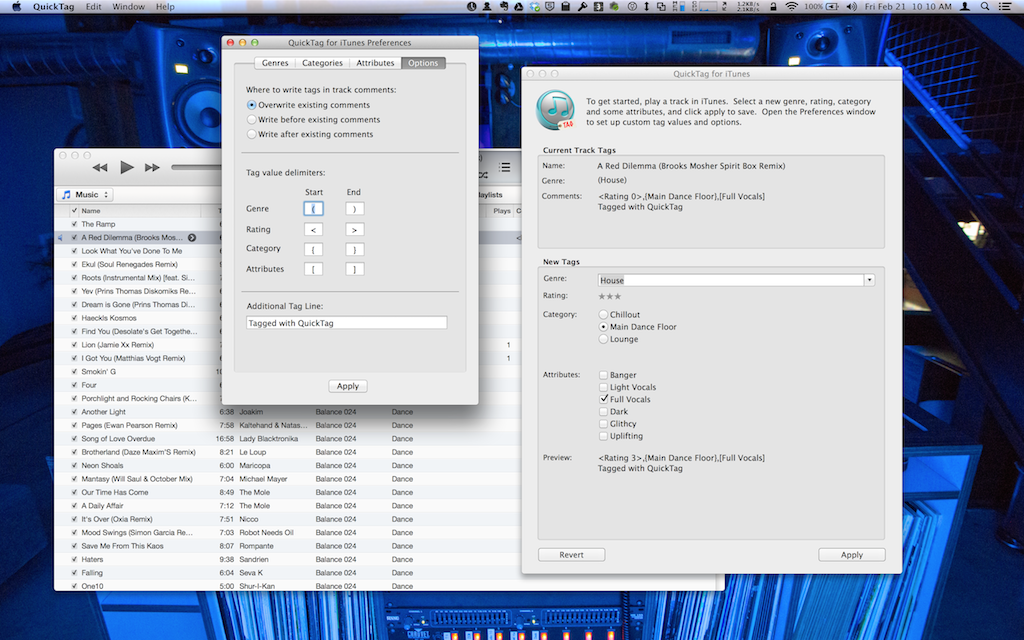 QuickTag Edit Window Help
1.2KB/s
2.1KB/s
100%
Fri Feb 21 10:10 AM
QuickTag for iTunes Preferences
Genres Categories Attributes Options
Where to write tags in track comments:
Overwrite existing comments
Write before existing comments
Write after existing comments
Tag value delimiters:
Start End
Genre ( )
Rating < >
Category { }
Attributes [ ]
Additional Tag Line:
Tagged with QuickTag
Apply
QuickTag for iTunes
TAG
To get started, play a track in iTunes. Select a new genre, rating, category
and some attributes, and click apply to save. Open the Preferences window
to set up custom tag values and options.
Current Track Tags
Name: A Red Dilemma (Brooks Mosher Spirit Box Remix)
Genre: (House)
Comments: <Rating 0>,{Main Dance Floor},[Full Vocals]
Tagged with QuickTag
New Tags
Genre: House
Rating: ★★★
Category: Chillout
Main Dance Floor
Lounge
Attributes: Banger
Light Vocals
Full Vocals
Dark
Glithcy
Uplifting
Preview: <Rating 3>,{Main Dance Floor},[Full Vocals]
Tagged with QuickTag
Revert Apply
Music
Name Plays
The Ramp
A Red Dilemma (Brooks Mos...
Look What You've Done To Me
Ekul (Soul Renegades Remix)
Roots (Instrumental Mix) [feat. Si...
Yev (Prins Thomas Diskomiks Re...
Dream is Gone (Prins Thomas Di...
Haeckls Kosmos
Find You (Desolate's Get Togethe...
Lion (Jamie Xx Remix) 1
I Got You (Matthias Vogt Remix) 1
Smokin' G
Four
Porchlight and Rocking Chairs (K...
Another Light 6:38 Joakim Balance 024 Dance
Pages (Ewan Pearson Remix) 7:58 Kaltehand & Natas... Balance 024 Dance
Song of Love Overdue 16:58 Lady Blacktronika Balance 024 Dance
Brotherland (Daze Maxim'S Remix) 8:21 Le Loup Balance 024 Dance
Neon Shoals 6:00 Maricopa Balance 024 Dance
Mantasy (Will Saul & October Mix) 7:04 Michael Mayer Balance 024 Dance
Our Time Has Come 8:49 The Mole Balance 024 Dance
A Daily Affair 7:12 The Mole Balance 024 Dance
It's Over (Oxia Remix) 7:51 Nicco Balance 024 Dance
Mood Swings (Simon Garcia Re... 7:03 Robot Needs Oil Balance 024 Dance
Save Me From This Kaos 8:07 Rompante Balance 024 Dance
Haters 9:38 Sandrien Balance 024 Dance
Falling 6:04 Seva K Balance 024 Dance
One10 5:00 Shur-I-Kan Balance 024 Dance
CHAUVET